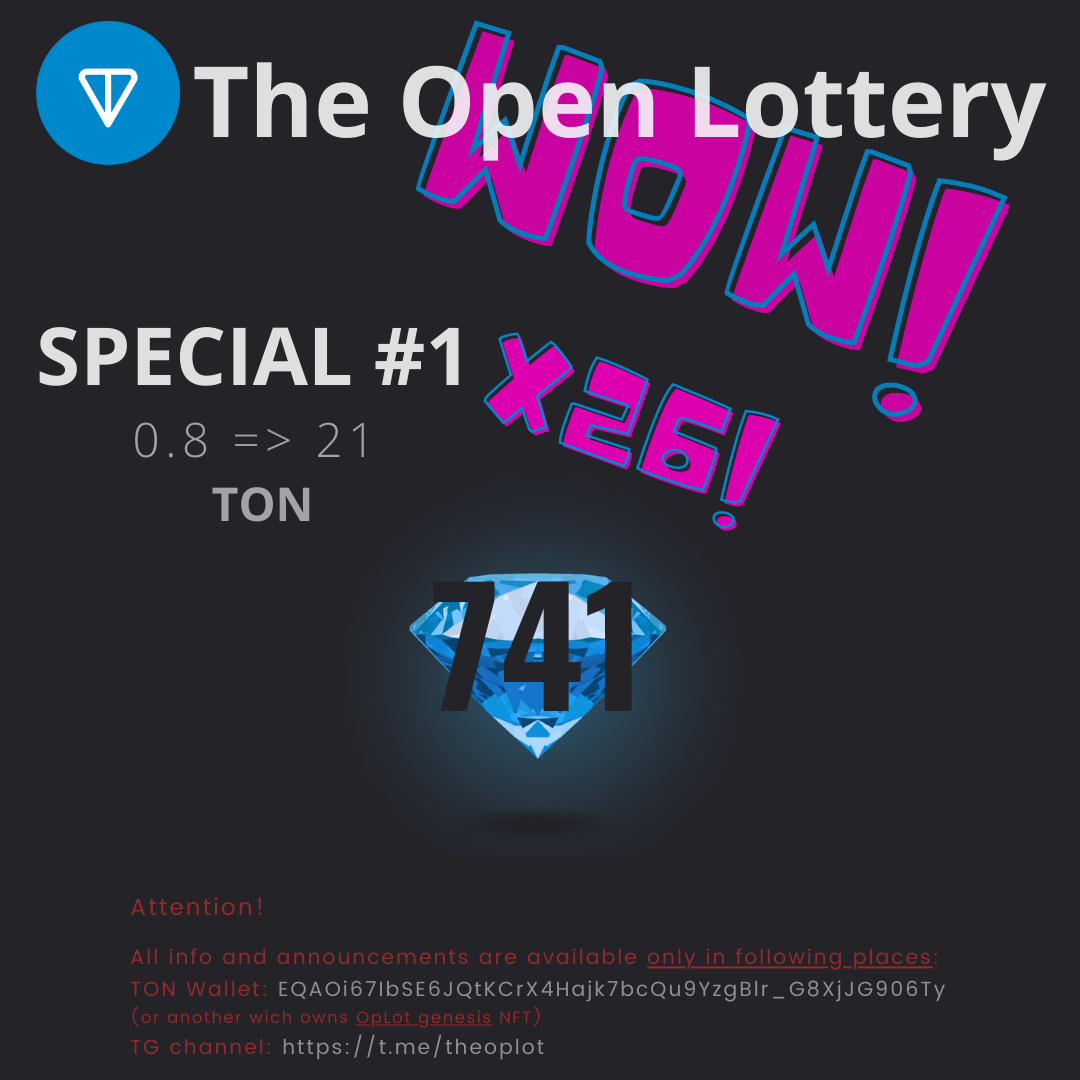 The Open Lottery
WOW!
SPECIAL #1
x26!
0.8 => 21
TON
741
Attention!
All info and announcements are available only in following places:
TON Wallet: EQAOi67IbSE6JQtKCrX4Hajk7bcQu9YzgBlr_G8XjJG906Ty
(or another wich owns OpLot genesis NFT)
TG channel: https://t.me/theoplot